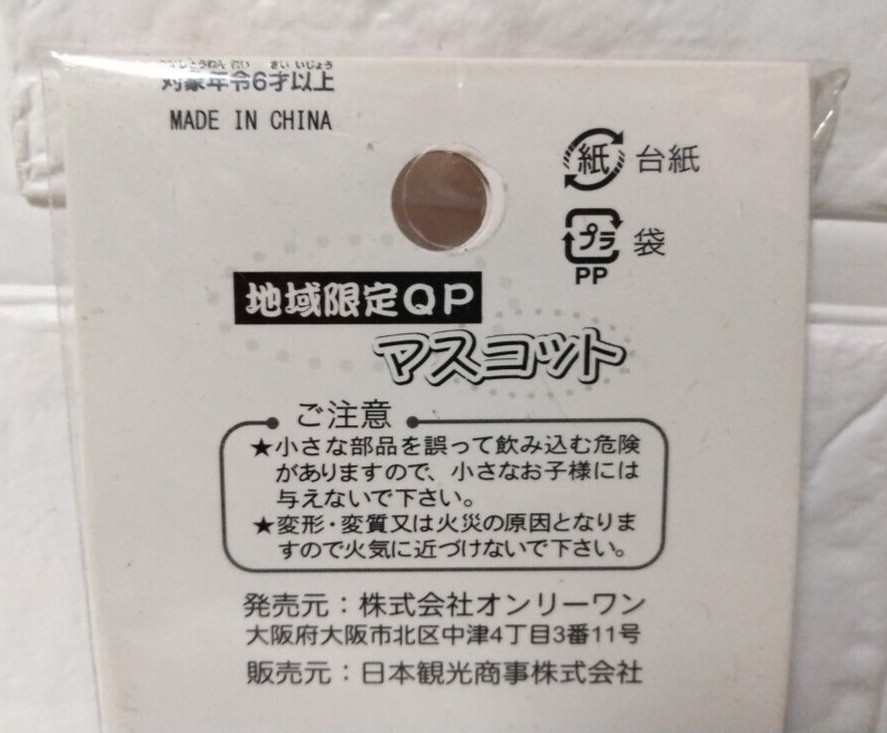 対象年令6才以上
MADE IN CHINA
紙 台紙
プラ 袋
PP
地域限定QP
マスコット
ご注意
★小さな部品を誤って飲み込む危険
がありますので、小さなお子様には
与えないで下さい。
★変形・変質又は火災の原因となりま
すので火気に近づけないで下さい。
発売元:株式会社オンリーワン
大阪府大阪市北区中津4丁目3番11号
販売元:日本観光商事株式会社